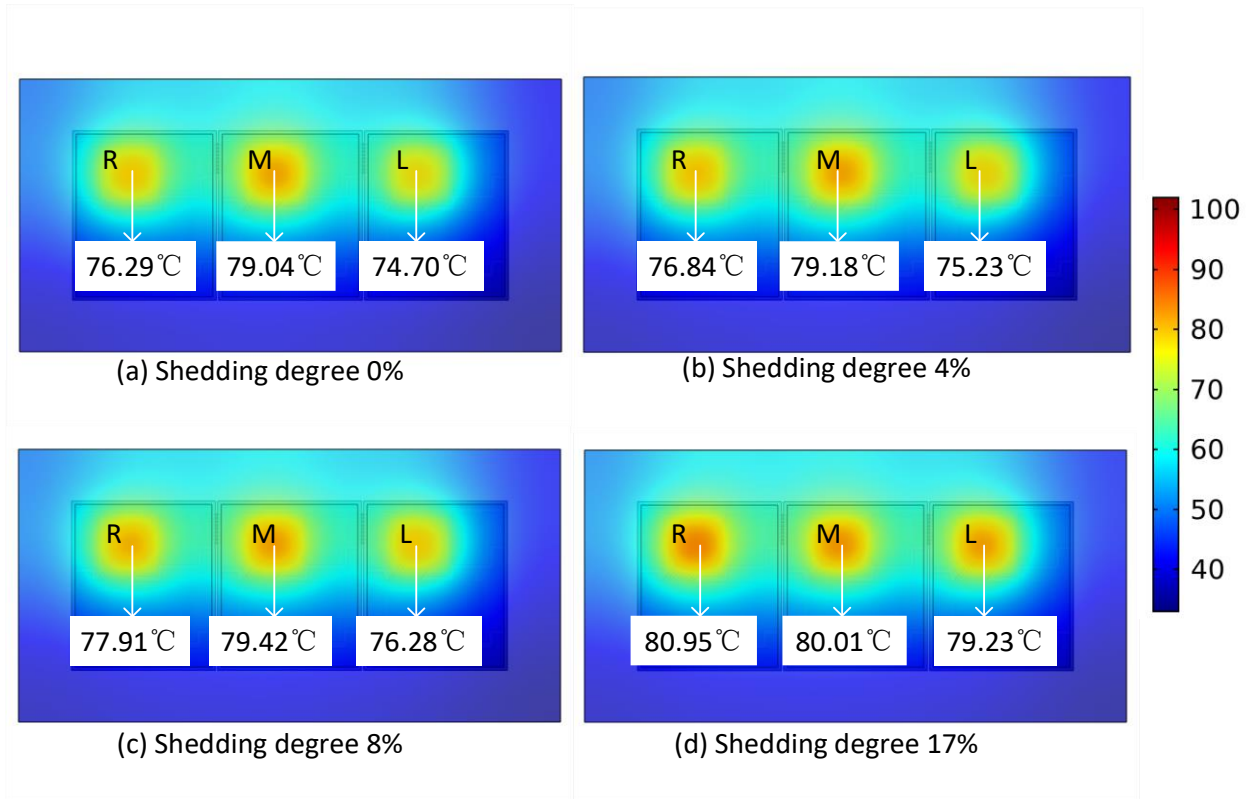 R M L
76.29℃ 79.04℃ 74.70℃
(a) Shedding degree 0%
R M L
76.84℃ 79.18℃ 75.23℃
(b) Shedding degree 4%
R M L
77.91℃ 79.42℃ 76.28℃
(c) Shedding degree 8%
R M L
80.95℃ 80.01℃ 79.23℃
(d) Shedding degree 17%
100
90
80
70
60
50
40